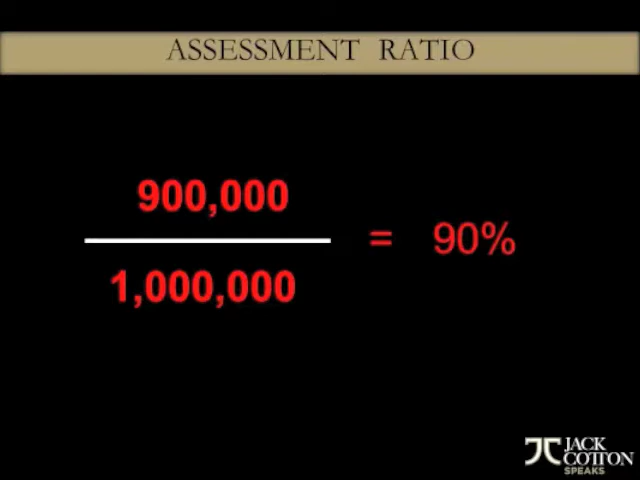 ASSESSMENT RATIO
900,000
= 90%
1,000,000
JACK
COTTON
SPEAKS